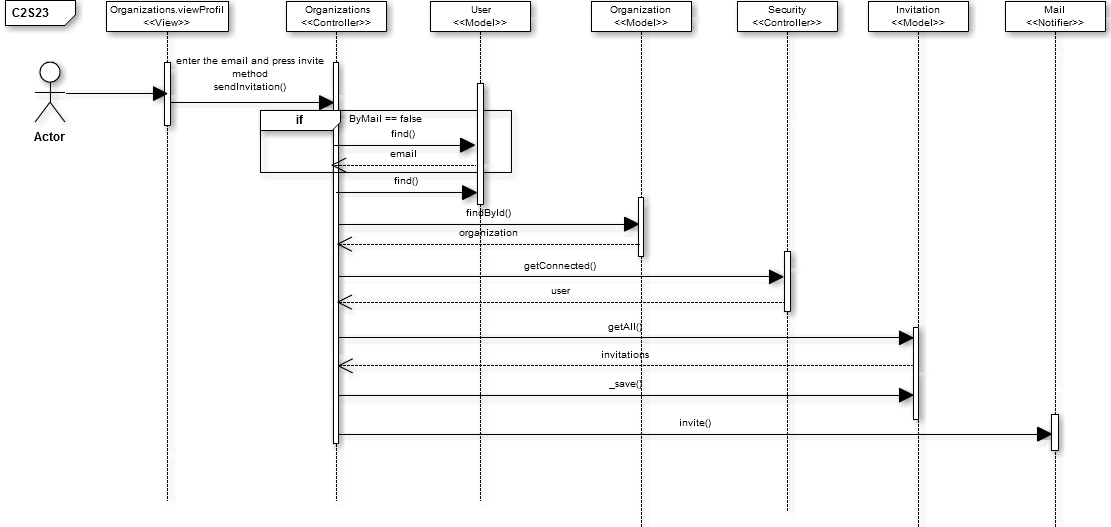 C2S23
Organizations.viewProfil
<<View>>
Organizations
<<Controller>>
User
<<Model>>
Organization
<<Model>>
Security
<<Controller>>
Invitation
<<Model>>
Mail
<<Notifier>>
Actor
enter the email and press invite
method
sendInvitation()
if
ByMail == false
find()
email
find()
findById()
organization
getConnected()
user
getAll()
invitations
_save()
invite()